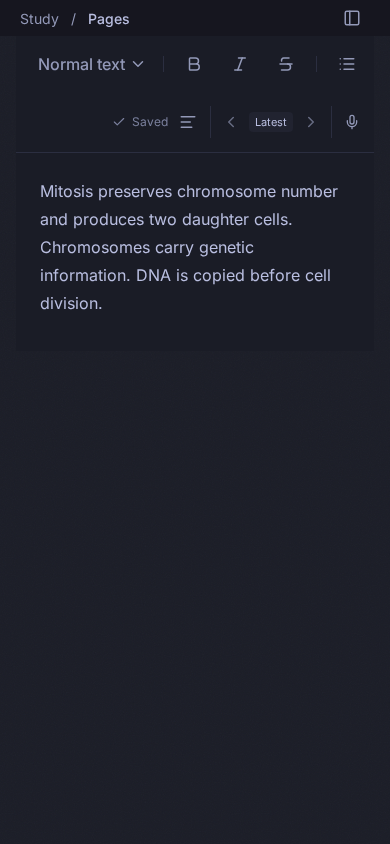 Study / Pages
Normal text
Saved
Latest
Mitosis preserves chromosome number
and produces two daughter cells.
Chromosomes carry genetic
information. DNA is copied before cell
division.